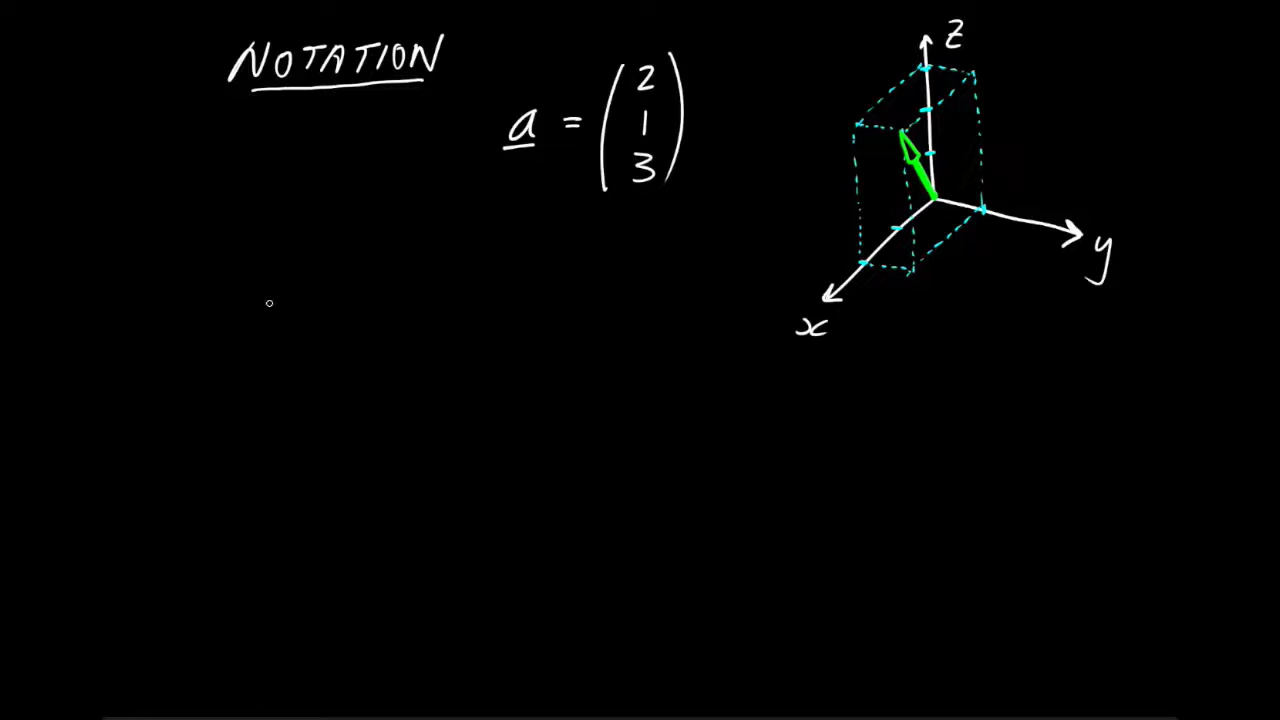 NOTATION
a = (2
1
3)
z
y
x